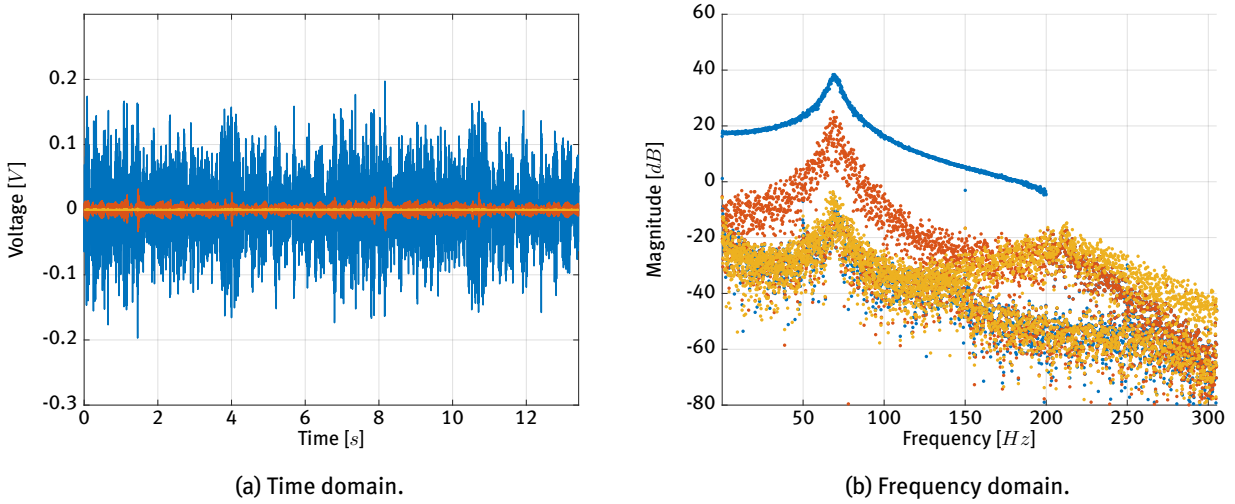 0.2
0.1
0
-0.1
-0.2
-0.3
Voltage [V]
0 2 4 6 8 10 12
Time [s]
(a) Time domain.
60
40
20
0
-20
-40
-60
-80
Magnitude [dB]
50 100 150 200 250 300
Frequency [Hz]
(b) Frequency domain.